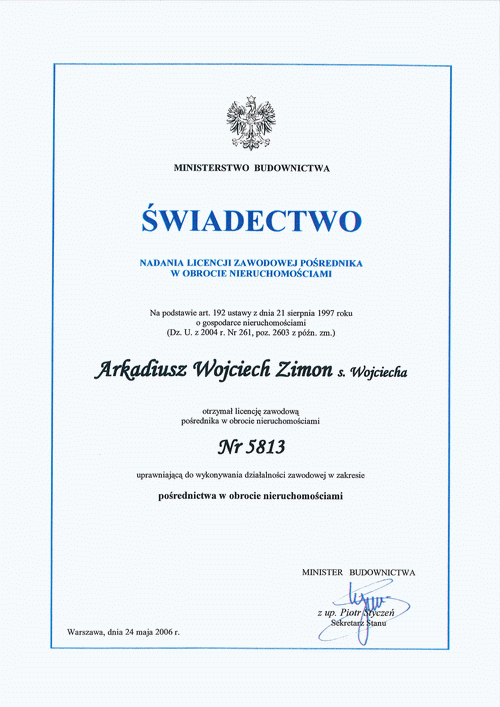 MINISTERSTWO BUDOWNICTWA
ŚWIADECTWO
NADANIA LICENCJI ZAWODOWEJ POŚREDNIKA
W OBROCIE NIERUCHOMOŚCIAMI
Na podstawie art. 192 ustawy z dnia 21 sierpnia 1997 roku
o gospodarce nieruchomościami
(Dz. U. z 2004 r. Nr 261, poz. 2603 z późn. zm.)
Arkadiusz Wojciech Zimon s. Wojciecha
otrzymał licencję zawodową
pośrednika w obrocie nieruchomościami
Nr 5813
uprawniającą do wykonywania działalności zawodowej w zakresie
pośrednictwa w obrocie nieruchomościami
MINISTER BUDOWNICTWA
z up. Piotr Styczeń
Sekretarz Stanu
Warszawa, dnia 24 maja 2006 r.